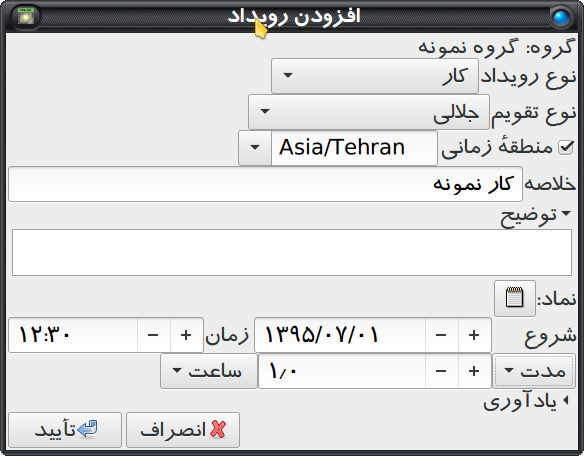 افزودن رویداد
گروه: گروه نمونه
نوع رویداد کار
نوع تقویم جلالی
منطقهٔ زمانی Asia/Tehran
خلاصه کار نمونه
توضیح
نماد:
شروع + − ۱۳۹۵/۰۷/۰۱ زمان + − ۱۲:۳۰
مدت + − ۱٫۰ ساعت
یادآوری
انصراف تأیید